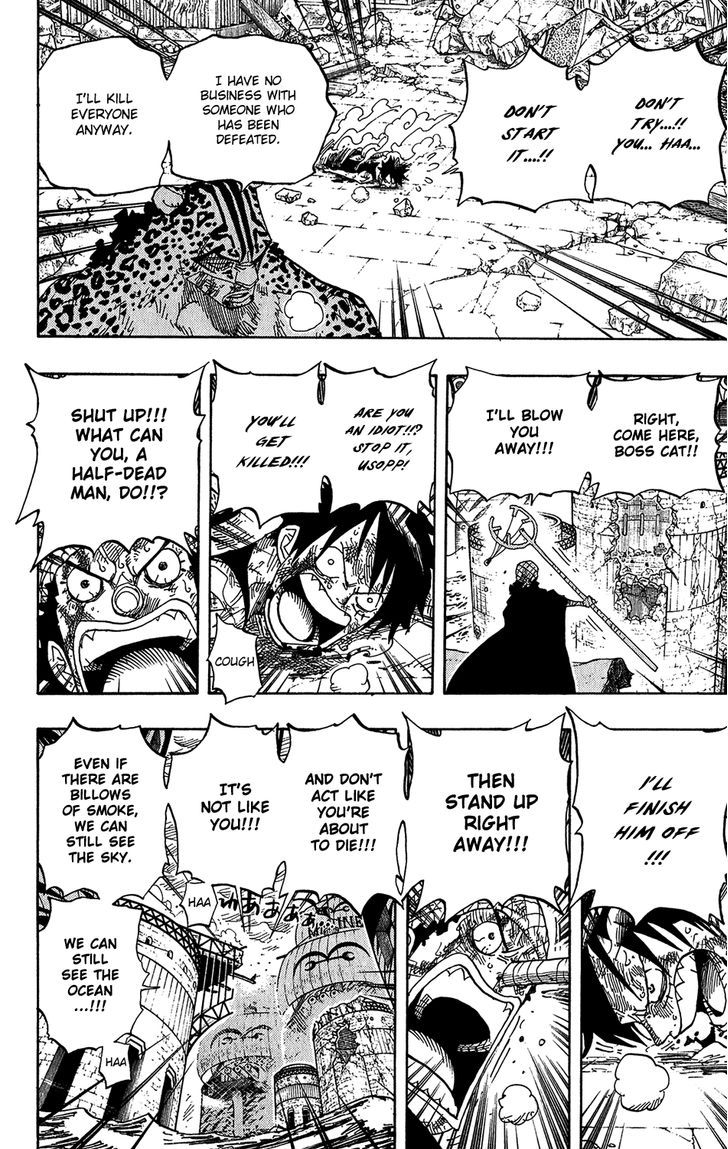 DON'T
TRY....!!
YOU... HAA...
DON'T
START
IT....!!
I HAVE NO
BUSINESS WITH
SOMEONE WHO
HAS BEEN
DEFEATED.
I'LL KILL
EVERYONE
ANYWAY.
RIGHT,
COME HERE,
BOSS CAT!!
I'LL BLOW
YOU
AWAY!!!
ARE YOU
AN IDIOT!!?
STOP IT,
USOPP!
YOU'LL
GET
KILLED!!!
COUGH
SHUT UP!!!
WHAT CAN
YOU, A
HALF-DEAD
MAN, DO!!?
I'LL
FINISH
HIM OFF
!!!
THEN
STAND UP
RIGHT
AWAY!!!
AND DON'T
ACT LIKE
YOU'RE
ABOUT
TO DIE!!!
IT'S
NOT LIKE
YOU!!!
EVEN IF
THERE ARE
BILLOWS
OF SMOKE,
WE CAN
STILL SEE
THE SKY.
HAA
WE CAN
STILL
SEE THE
OCEAN
...!!!
HAA